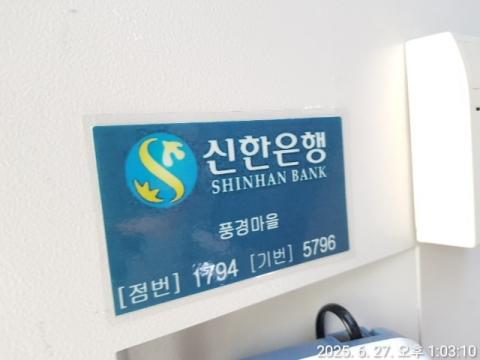 신한은행
SHINHAN BANK
풍경마을
[점번] 1794 [기번] 5796
2025. 6. 27. 오후 1:03:10